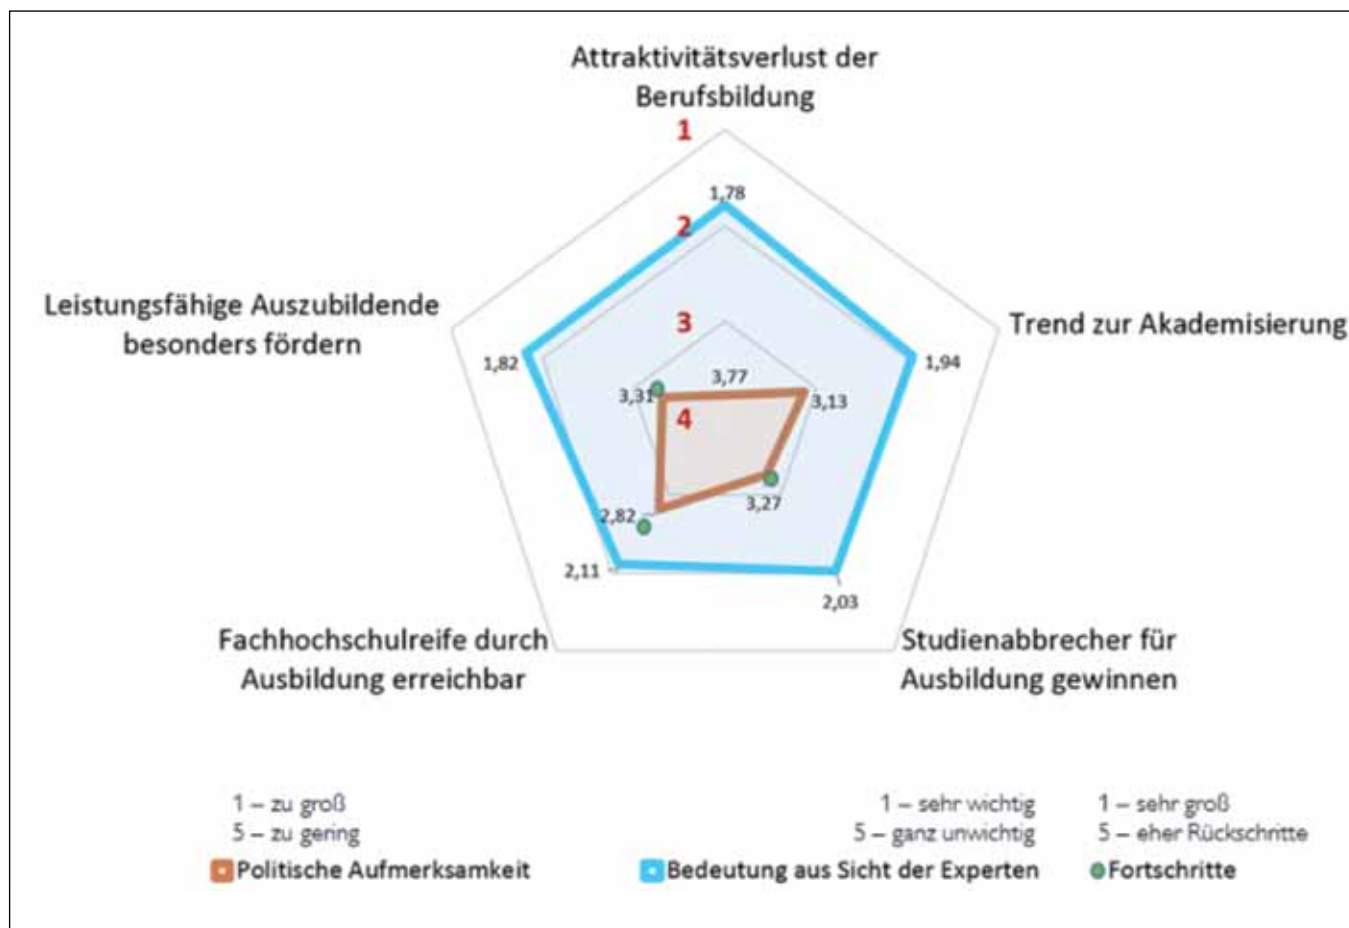 Attraktivitätsverlust der
Berufsbildung
1
1,78
2
Leistungsfähige Auszubildende
besonders fördern
Trend zur Akademisierung
3
1,82
1,94
3,77
3,31
3,13
4
3,27
2,82
2,11
2,03
Fachhochschulreife durch
Ausbildung erreichbar
Studienabbrecher für
Ausbildung gewinnen
1 – zu groß
5 – zu gering
Politische Aufmerksamkeit
1 – sehr wichtig
5 – ganz unwichtig
Bedeutung aus Sicht der Experten
1 – sehr groß
5 – eher Rückschritte
Fortschritte